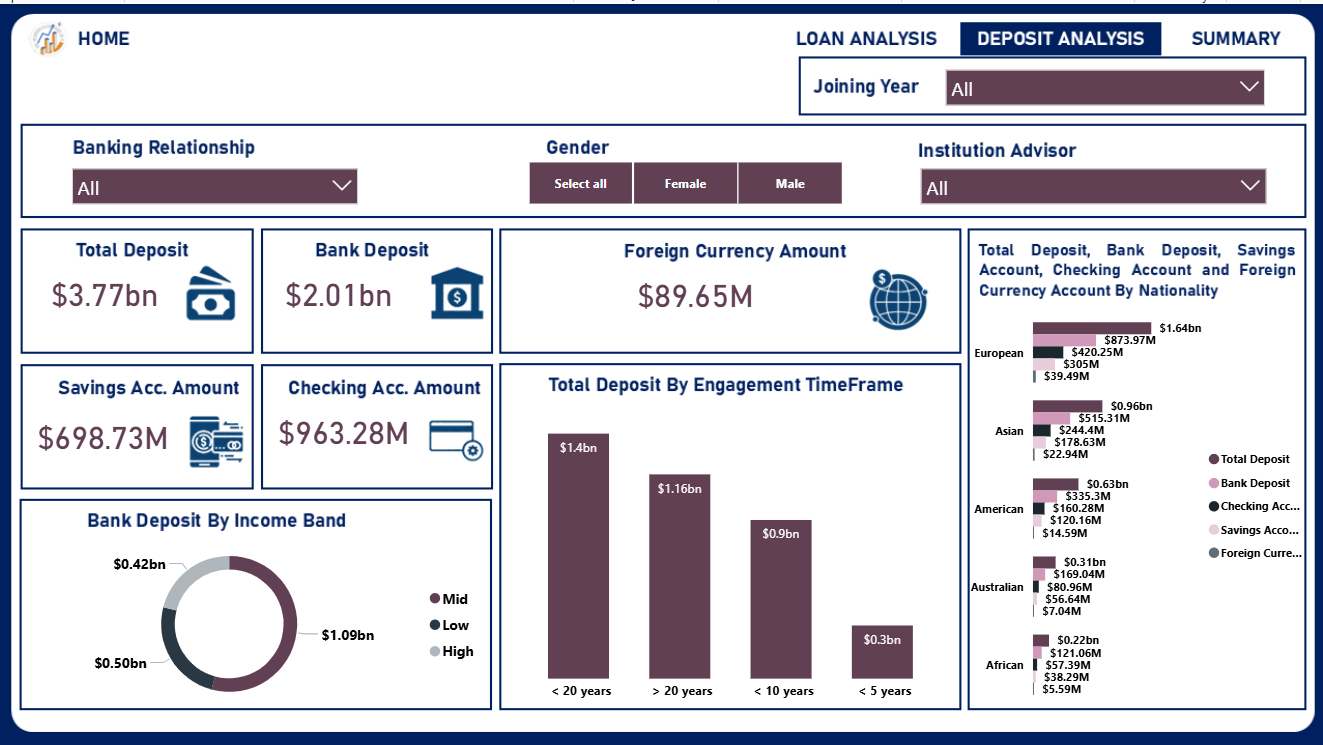 HOME
LOAN ANALYSIS
DEPOSIT ANALYSIS
SUMMARY
Joining Year
All
Banking Relationship
All
Gender
Select all
Female
Male
Institution Advisor
All
Total Deposit
$3.77bn
Bank Deposit
$2.01bn
Foreign Currency Amount
$89.65M
Savings Acc. Amount
$698.73M
Checking Acc. Amount
$963.28M
Bank Deposit By Income Band
$0.42bn
$1.09bn
$0.50bn
Mid
Low
High
Total Deposit By Engagement TimeFrame
$1.4bn
$1.16bn
$0.9bn
$0.3bn
< 20 years
> 20 years
< 10 years
< 5 years
Total Deposit, Bank Deposit, Savings
Account, Checking Account and Foreign
Currency Account By Nationality
European
$1.64bn
$873.97M
$420.25M
$305M
$39.49M
Asian
$0.96bn
$515.31M
$244.4M
$178.63M
$22.94M
American
$0.63bn
$335.3M
$160.28M
$120.16M
$14.59M
Australian
$0.31bn
$169.04M
$80.96M
$56.64M
$7.04M
African
$0.22bn
$121.06M
$57.39M
$38.29M
$5.59M
Total Deposit
Bank Deposit
Checking Acc...
Savings Acco...
Foreign Curre...